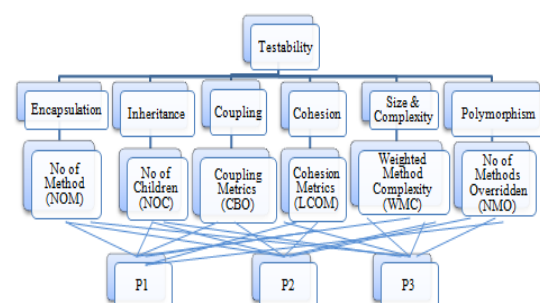 Testability
Encapsulation
Inheritance
Coupling
Cohesion
Size &
Complexity
Polymorphism
No of
Method
(NOM)
No of
Children
(NOC)
Coupling
Metrics
(CBO)
Cohesion
Metrics
(LCOM)
Weighted
Method
Complexity
(WMC)
No of
Methods
Overridden
(NMO)
P1
P2
P3